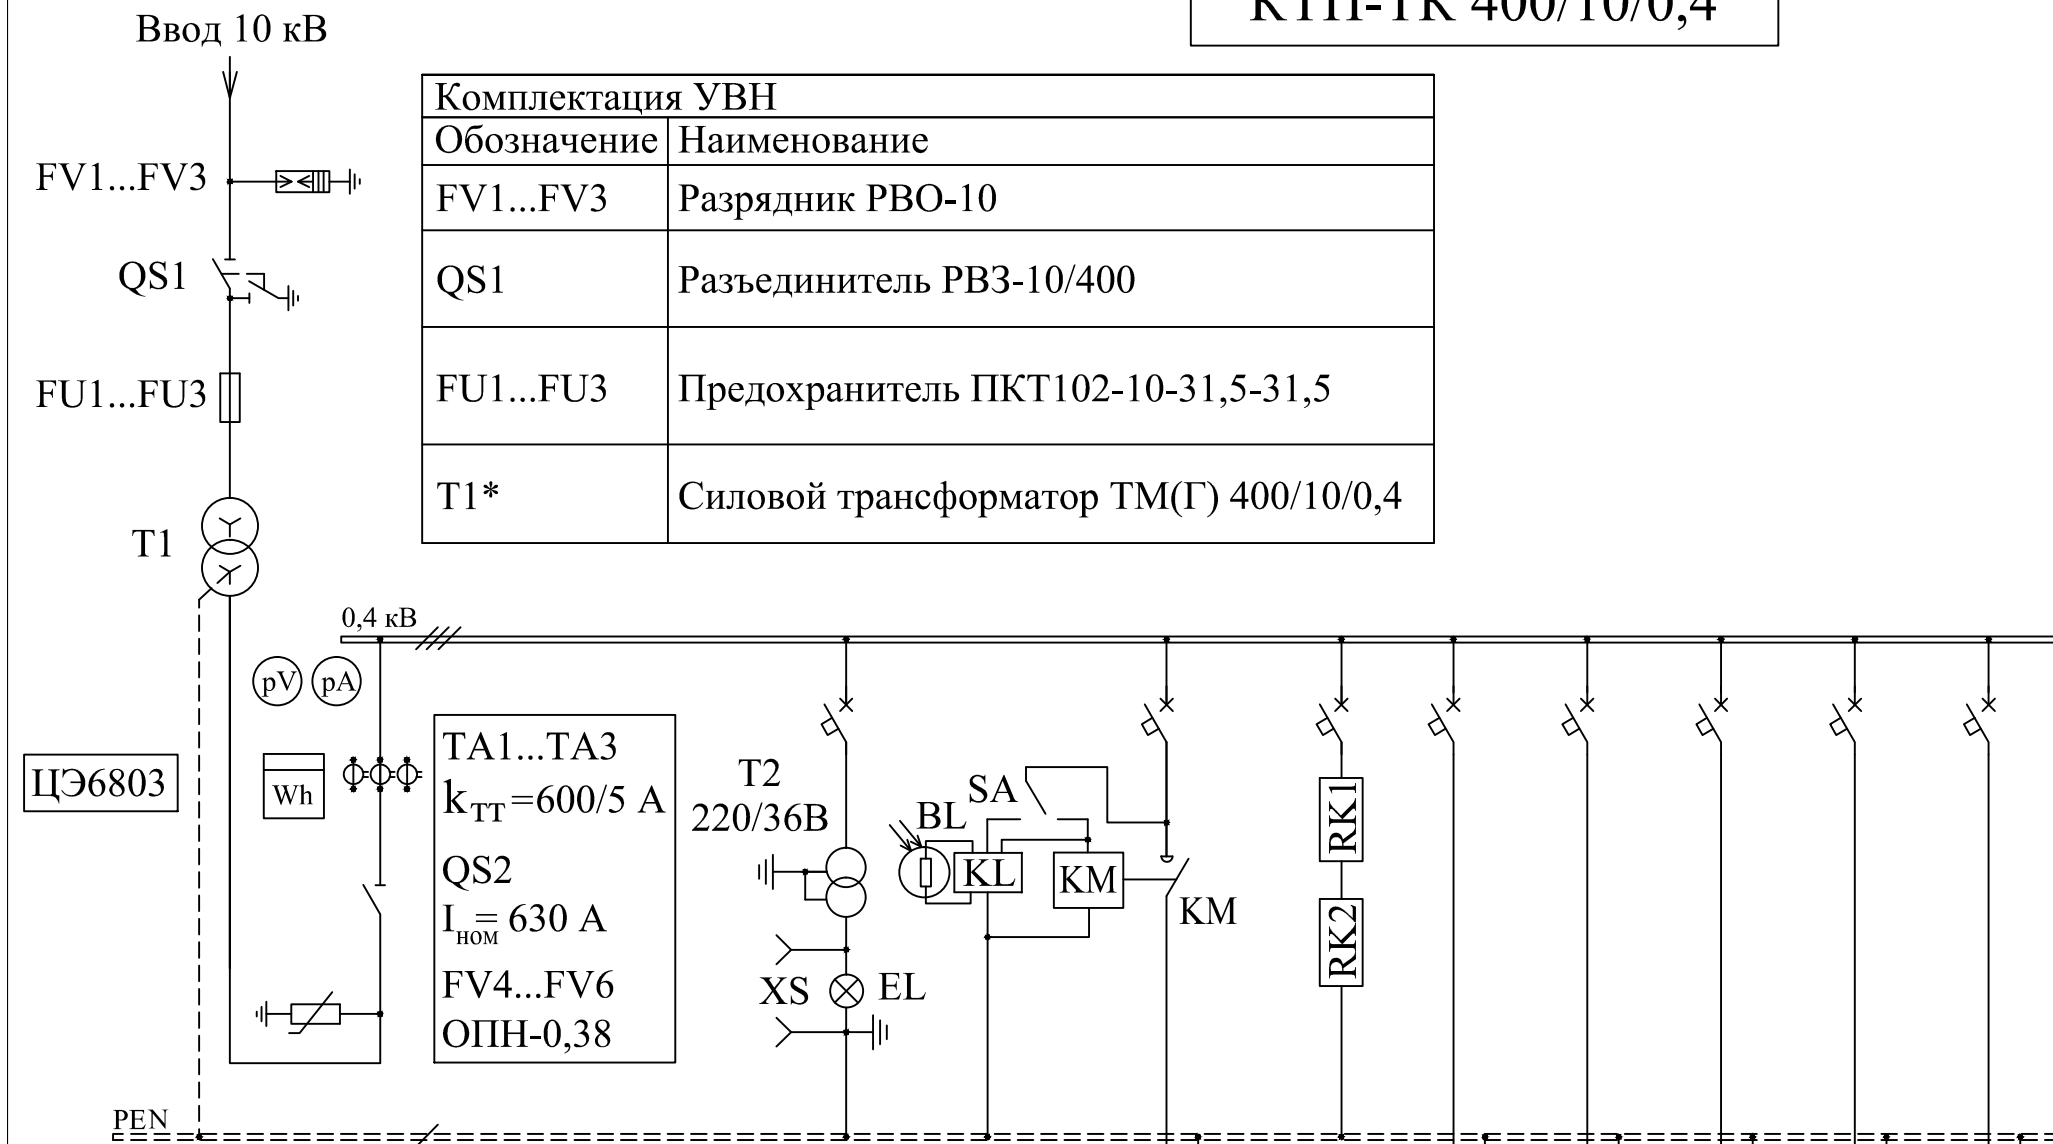 КТП-ТК 400/10/0,4
Ввод 10 кВ
Комплектация УВН
Обозначение Наименование
FV1...FV3 Разрядник РВО-10
QS1 Разъединитель РВЗ-10/400
FU1...FU3 Предохранитель ПКТ102-10-31,5-31,5
T1* Силовой трансформатор ТМ(Г) 400/10/0,4
FV1...FV3
QS1
FU1...FU3
T1
0,4 кВ
pV pA
ЦЭ6803
Wh
TA1...TA3
kТТ=600/5 А
QS2
Iном= 630 А
FV4...FV6
ОПН-0,38
T2
220/36В
XS EL
BL
SA
KL
KM
KM
RK1
RK2
PEN